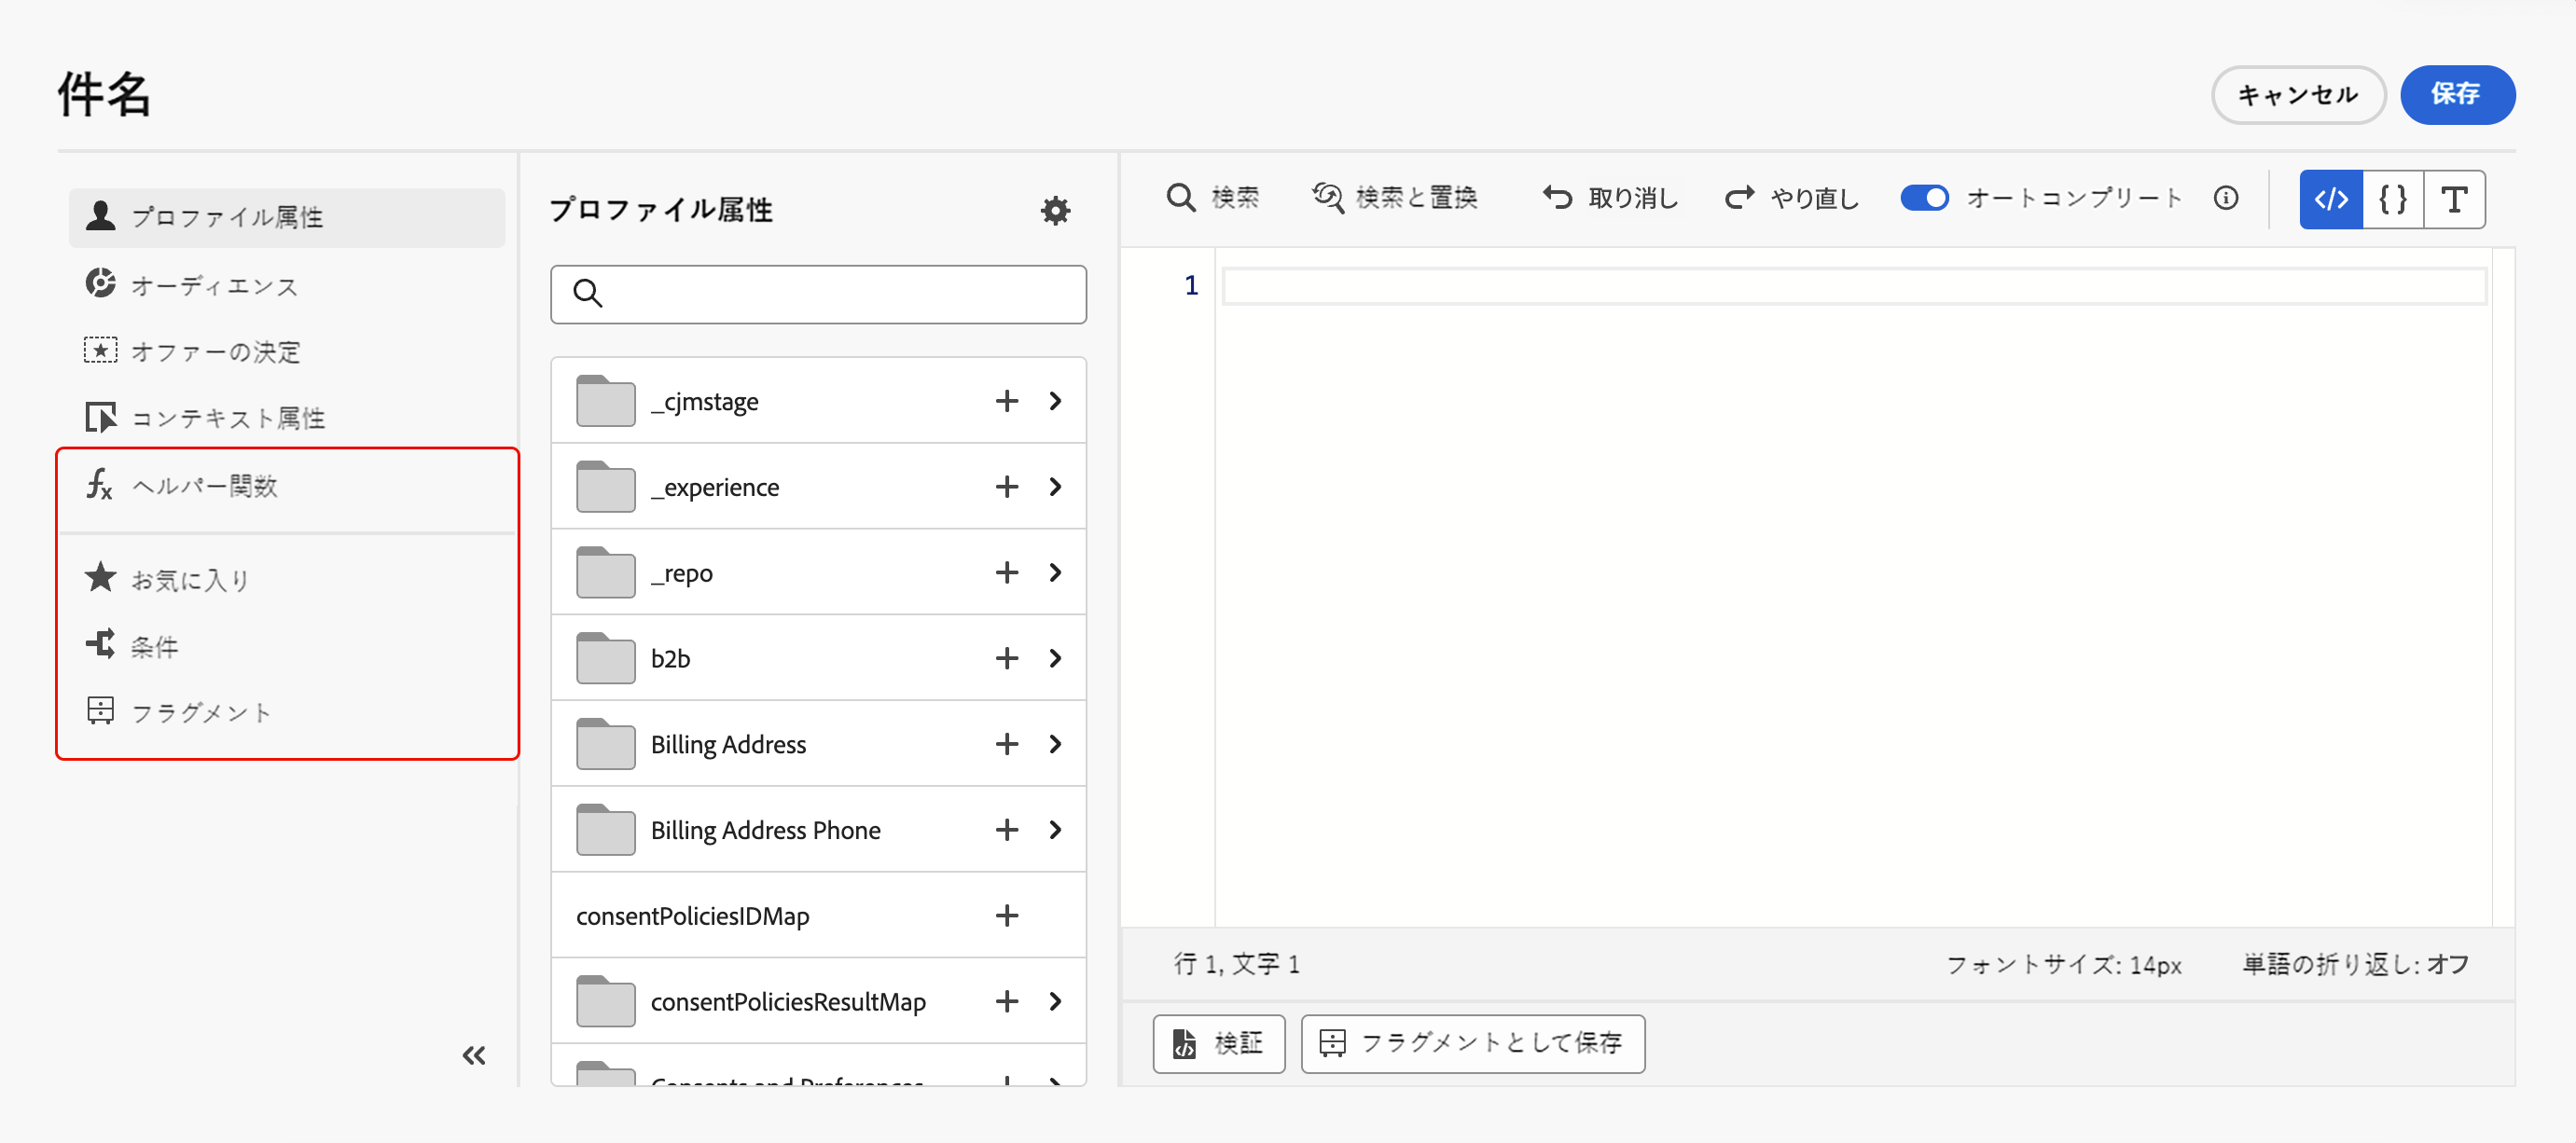 件名
キャンセル
保存
プロファイル属性
オーディエンス
オファーの決定
コンテキスト属性
ヘルパー関数
お気に入り
条件
フラグメント
プロファイル属性
_cjmstage
_experience
_repo
b2b
Billing Address
Billing Address Phone
consentPoliciesIDMap
consentPoliciesResultMap
Consents and Preferences
検索
検索と置換
取り消し
やり直し
オートコンプリート
1
行 1, 文字 1
フォントサイズ: 14px
単語の折り返し: オフ
検証
フラグメントとして保存